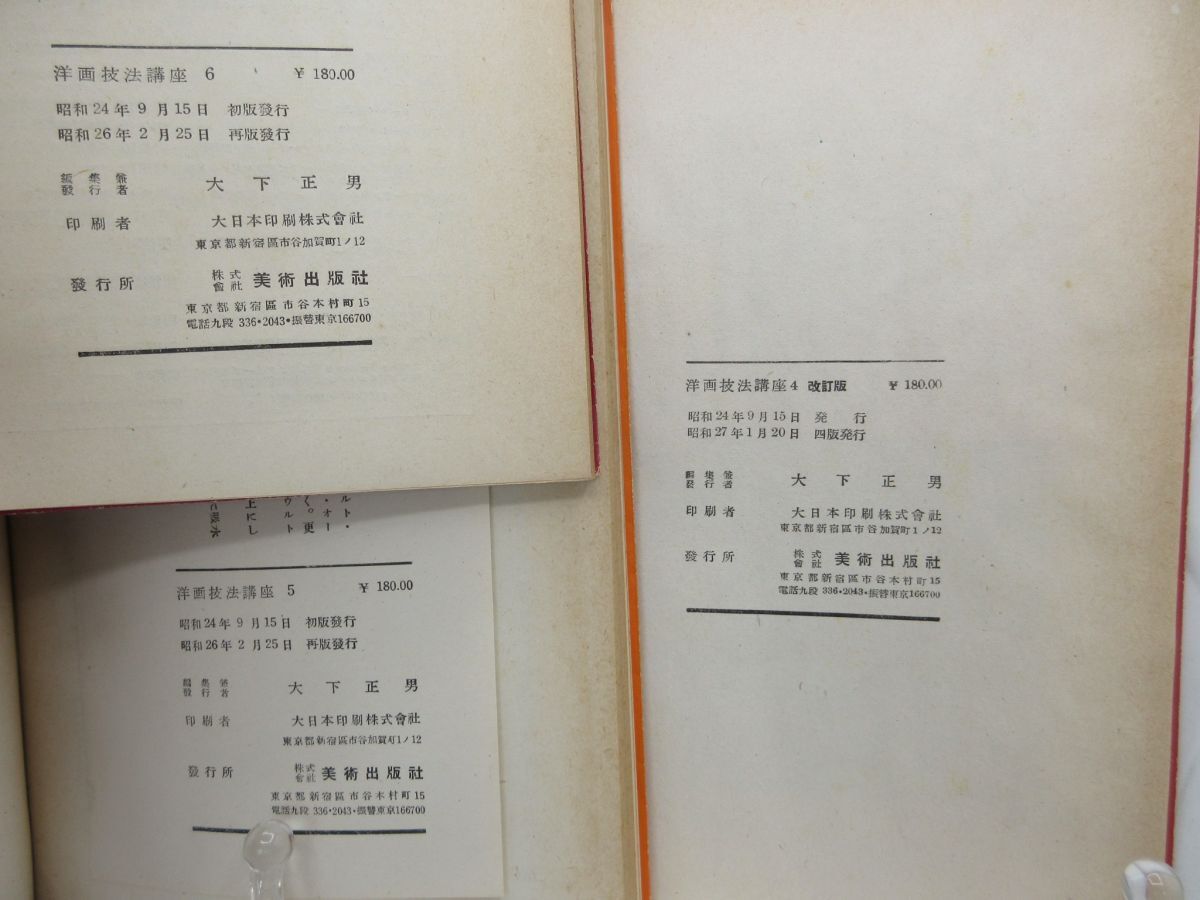 洋画技法講座 6 ¥ 180.00
昭和24年 9 月15日 初版發行
昭和26年 2 月25日 再版發行
編集兼
發行者 大下正男
印刷者 大日本印刷株式會社
東京都新宿區市谷加賀町1ノ12
發行所 株式會社 美術出版社
東京都新宿區市谷本村町15
電話九段 336・2043・振替東京166700
ルト・
・オー
く。更
ウルト
上にし
吸水
洋画技法講座 5 ¥ 180.00
昭和24年 9 月15日 初版發行
昭和26年 2 月25日 再版發行
編集兼
發行者 大下正男
印刷者 大日本印刷株式會社
東京都新宿區市谷加賀町1ノ12
發行所 株式會社 美術出版社
東京都新宿區市谷本村町15
電話九段 336・2043・振替東京166700
洋画技法講座 4 改訂版 ¥ 180.00
昭和24年9月15日 発行
昭和27年1月20日 四版発行
編集兼
發行者 大下正男
印刷者 大日本印刷株式會社
東京都新宿區市谷加賀町1ノ12
發行所 株式會社 美術出版社
東京都新宿區市谷本村町15
電話九段 336・2043・振替東京166700